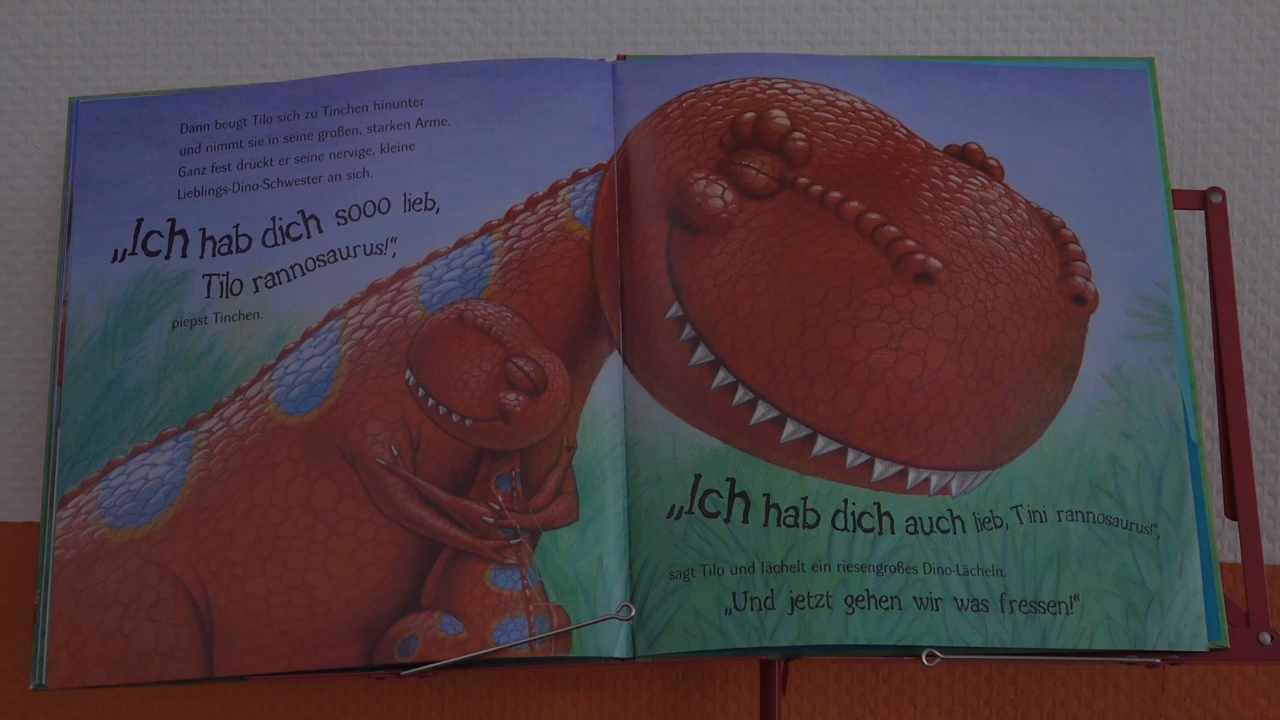 Dann beugt Tilo sich zu Tinchen hinunter
und nimmt sie in seine großen, starken Arme.
Ganz fest drückt er seine nervige, kleine
Lieblings-Dino-Schwester an sich.
„Ich hab dich sooo lieb,
Tilo rannosaurus!“,
piepst Tinchen.
„Ich hab dich auch lieb, Tini rannosaurus!“,
sagt Tilo und lächelt ein riesengroßes Dino-Lächeln.
„Und jetzt gehen wir was fressen!“